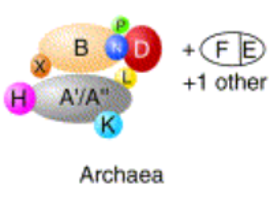 P
B N D + F E
X L +1 other
H A'/A"
K
Archaea